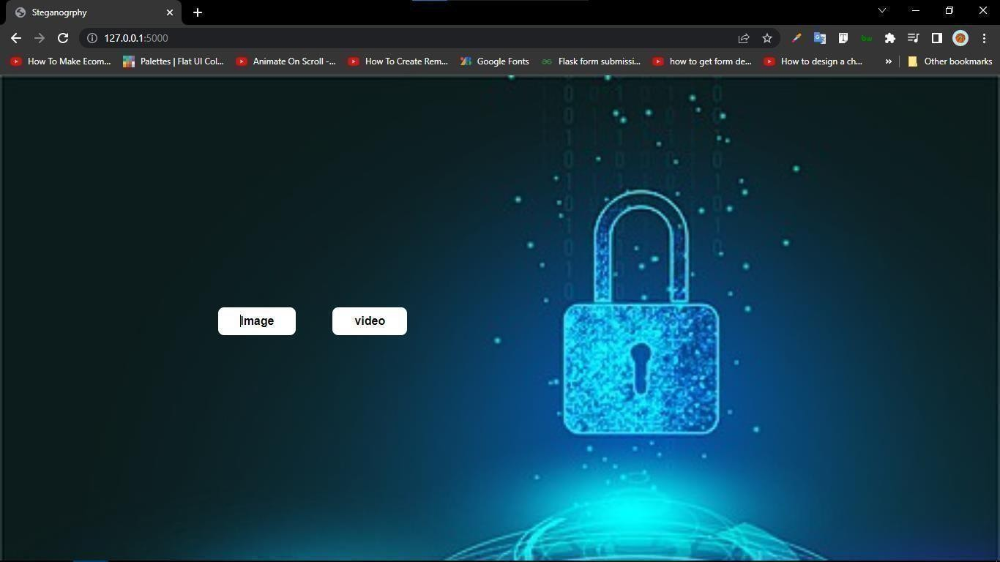 Steganogrphy
127.0.0.1:5000
How To Make Ecom... Palettes | Flat UI Col... Animate On Scroll -... How To Create Rem... Google Fonts Flask form submissi... how to get form de... How to design a ch... » Other bookmarks
Image video